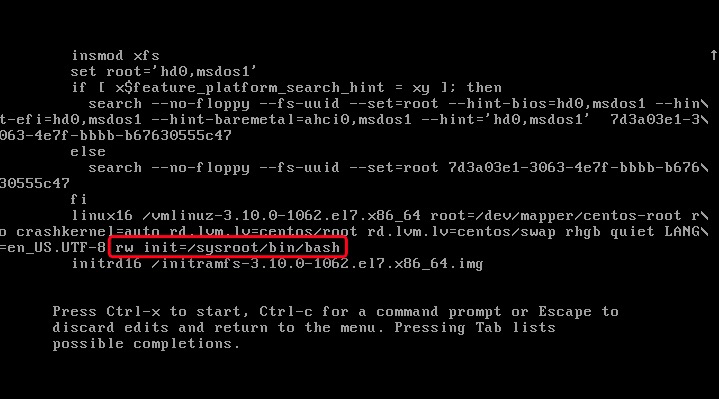 insmod xfs
set root='hd0,msdos1'
if [ x$feature_platform_search_hint = xy ]; then
search --no-floppy --fs-uuid --set=root --hint-bios=hd0,msdos1 --hin\
t-efi=hd0,msdos1 --hint-baremetal=ahci0,msdos1 --hint='hd0,msdos1' 7d3a03e1-3\
063-4e7f-bbbb-b67630555c47
else
search --no-floppy --fs-uuid --set=root 7d3a03e1-3063-4e7f-bbbb-b676\
30555c47
fi
linux16 /vmlinuz-3.10.0-1062.el7.x86_64 root=/dev/mapper/centos-root r\
o crashkernel=auto rd.lvm.lv=centos/root rd.lvm.lv=centos/swap rhgb quiet LANG\
=en_US.UTF-8 rw init=/sysroot/bin/bash
initrd16 /initramfs-3.10.0-1062.el7.x86_64.img
Press Ctrl-x to start, Ctrl-c for a command prompt or Escape to
discard edits and return to the menu. Pressing Tab lists
possible completions.